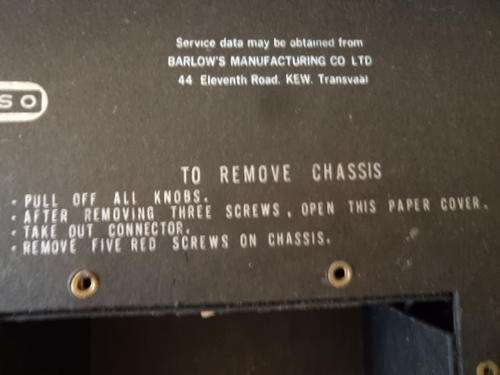 Service data may be obtained from
BARLOW'S MANUFACTURING CO LTD
44 Eleventh Road. KEW. Transvaal
SO
TO REMOVE CHASSIS
• PULL OFF ALL KNOBS.
• AFTER REMOVING THREE SCREWS, OPEN THIS PAPER COVER.
• TAKE OUT CONNECTOR.
• REMOVE FIVE RED SCREWS ON CHASSIS.